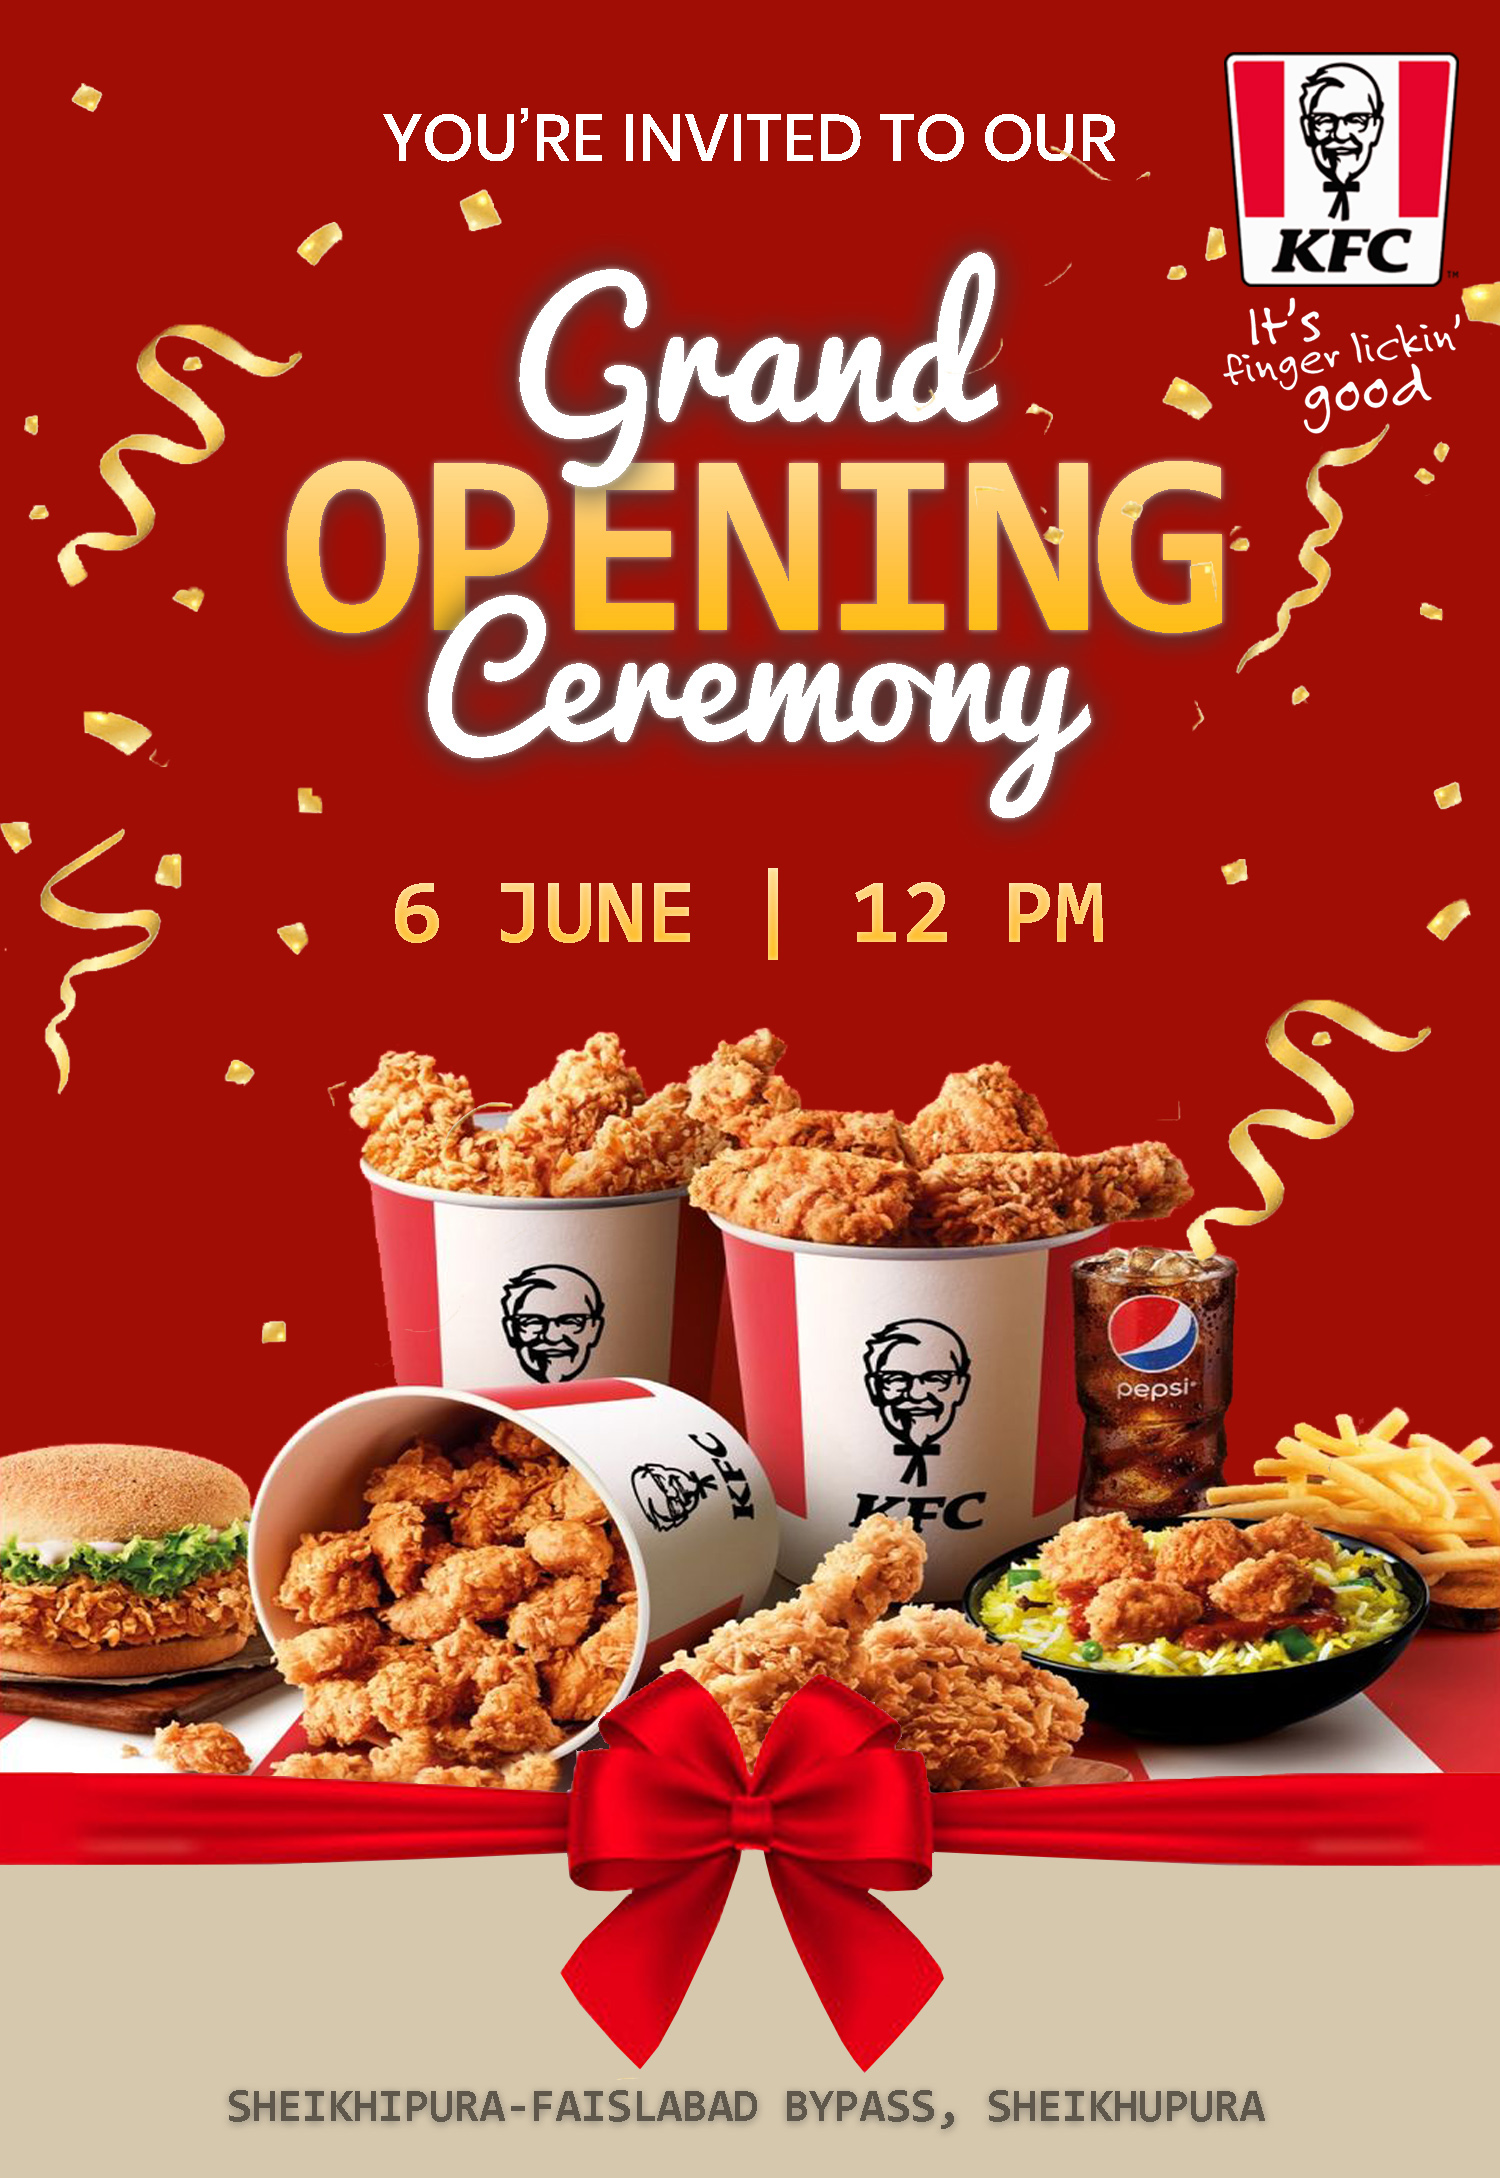 YOU'RE INVITED TO OUR
KFC
TM
It's
finger lickin'
good
Grand
OPENING
Ceremony
6 JUNE | 12 PM
pepsi
KFC
KFC
SHEIKHIPURA-FAISLABAD BYPASS, SHEIKHUPURA